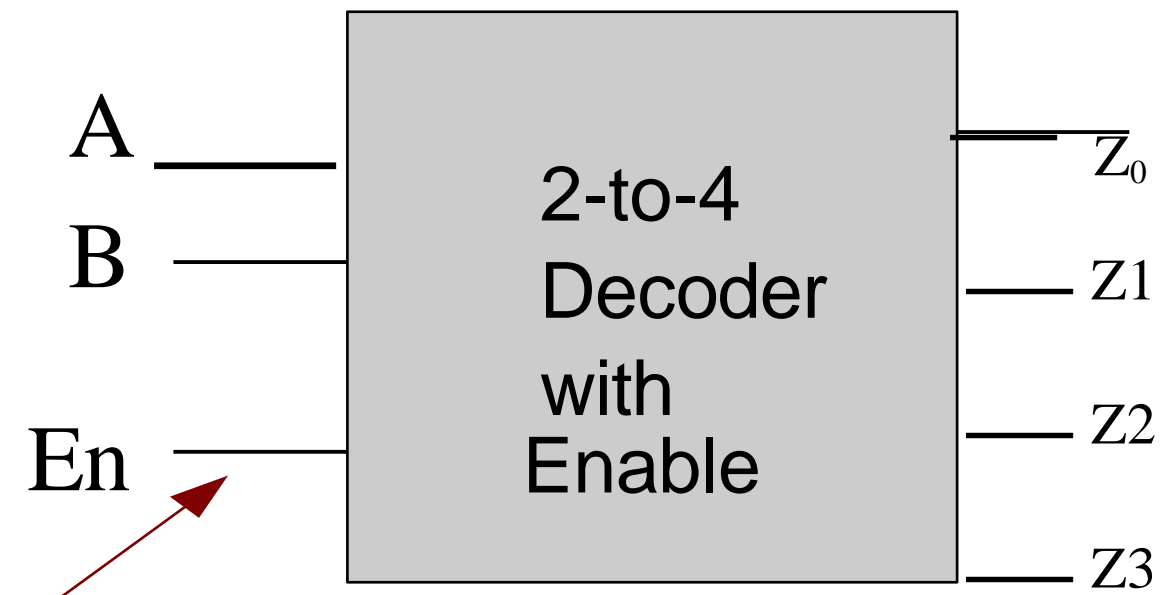 A
B
En
2-to-4
Decoder
with
Enable
Z₀
Z1
Z2
Z3